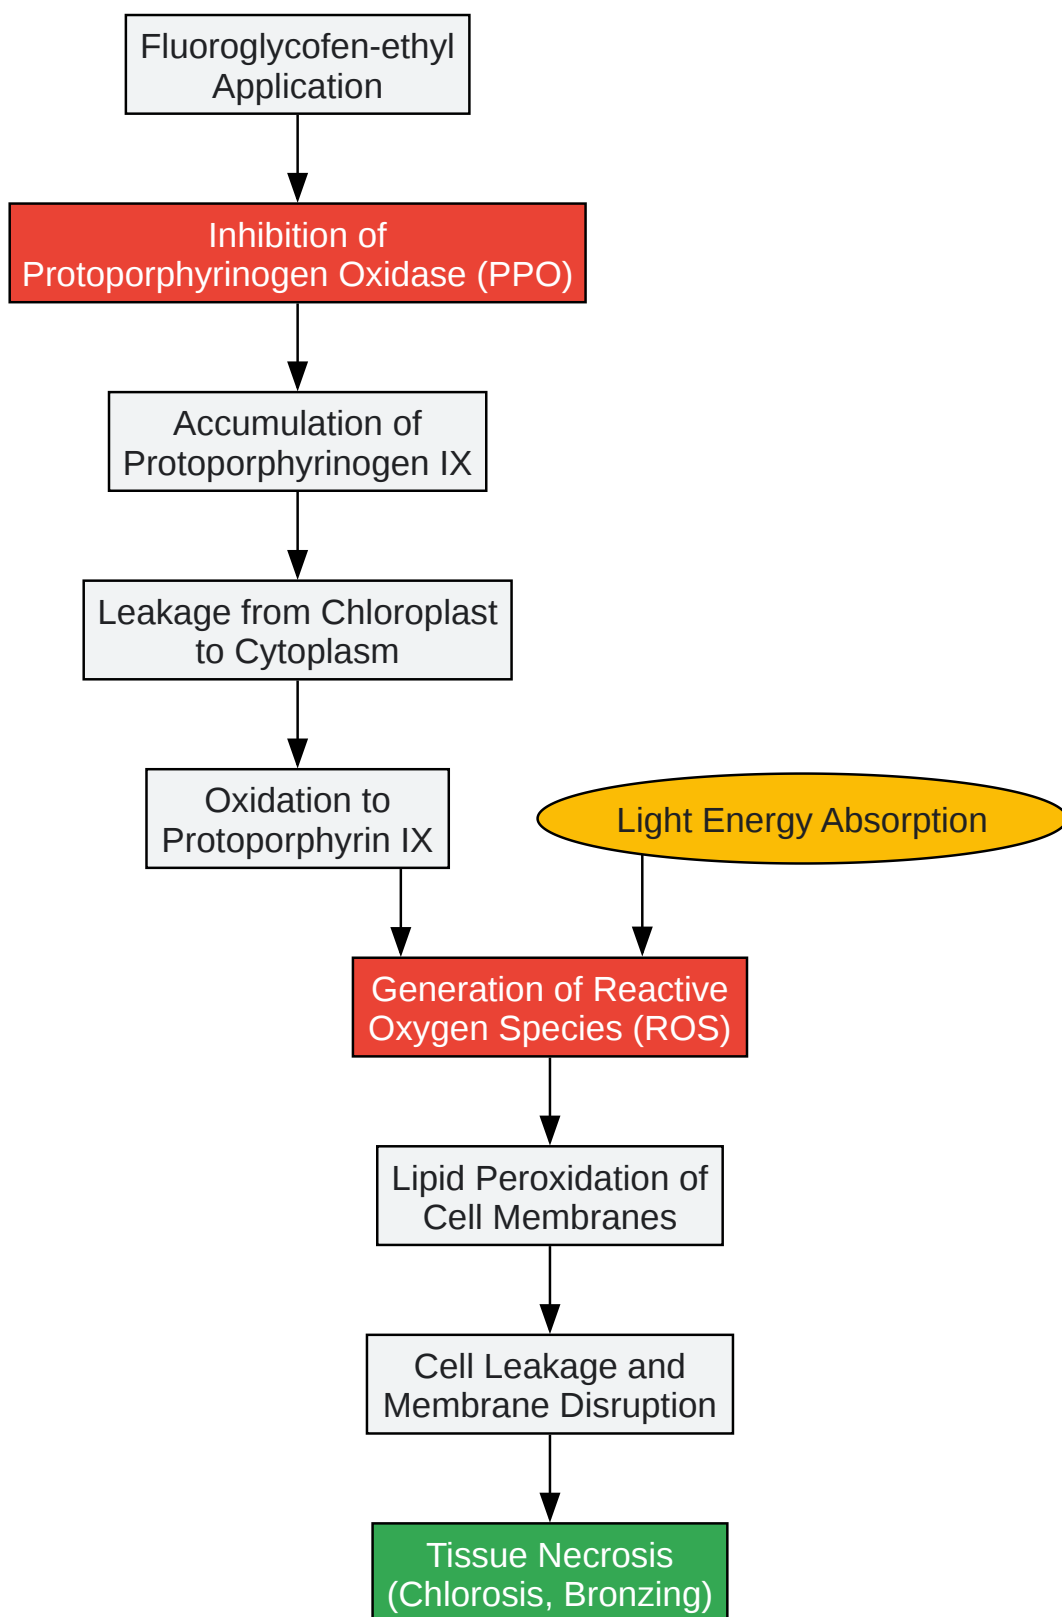 Fluoroglycofen-ethyl
Application
Inhibition of
Protoporphyrinogen Oxidase (PPO)
Accumulation of
Protoporphyrinogen IX
Leakage from Chloroplast
to Cytoplasm
Oxidation to
Protoporphyrin IX
Light Energy Absorption
Generation of Reactive
Oxygen Species (ROS)
Lipid Peroxidation of
Cell Membranes
Cell Leakage and
Membrane Disruption
Tissue Necrosis
(Chlorosis, Bronzing)